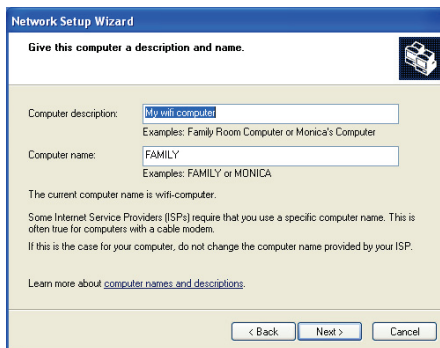 Network Setup Wizard
Give this computer a description and name.
Computer description:
My wifi computer
Examples: Family Room Computer or Monica's Computer
Computer name:
FAMILY
Examples: FAMILY or MONICA
The current computer name is wifi-computer.
Some Internet Service Providers (ISPs) require that you use a specific computer name. This is
often true for computers with a cable modem.
If this is the case for your computer, do not change the computer name provided by your ISP.
Learn more about computer names and descriptions.
< Back
Next >
Cancel